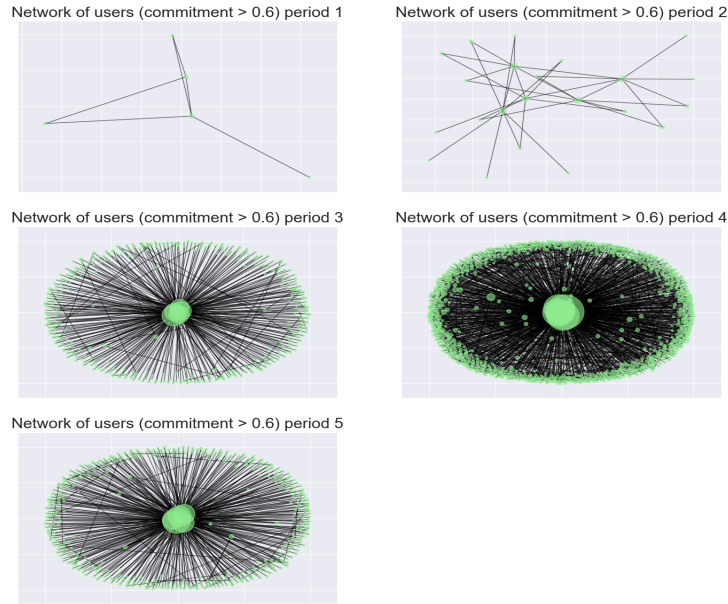 Network of users (commitment > 0.6) period 1
Network of users (commitment > 0.6) period 2
Network of users (commitment > 0.6) period 3
Network of users (commitment > 0.6) period 4
Network of users (commitment > 0.6) period 5